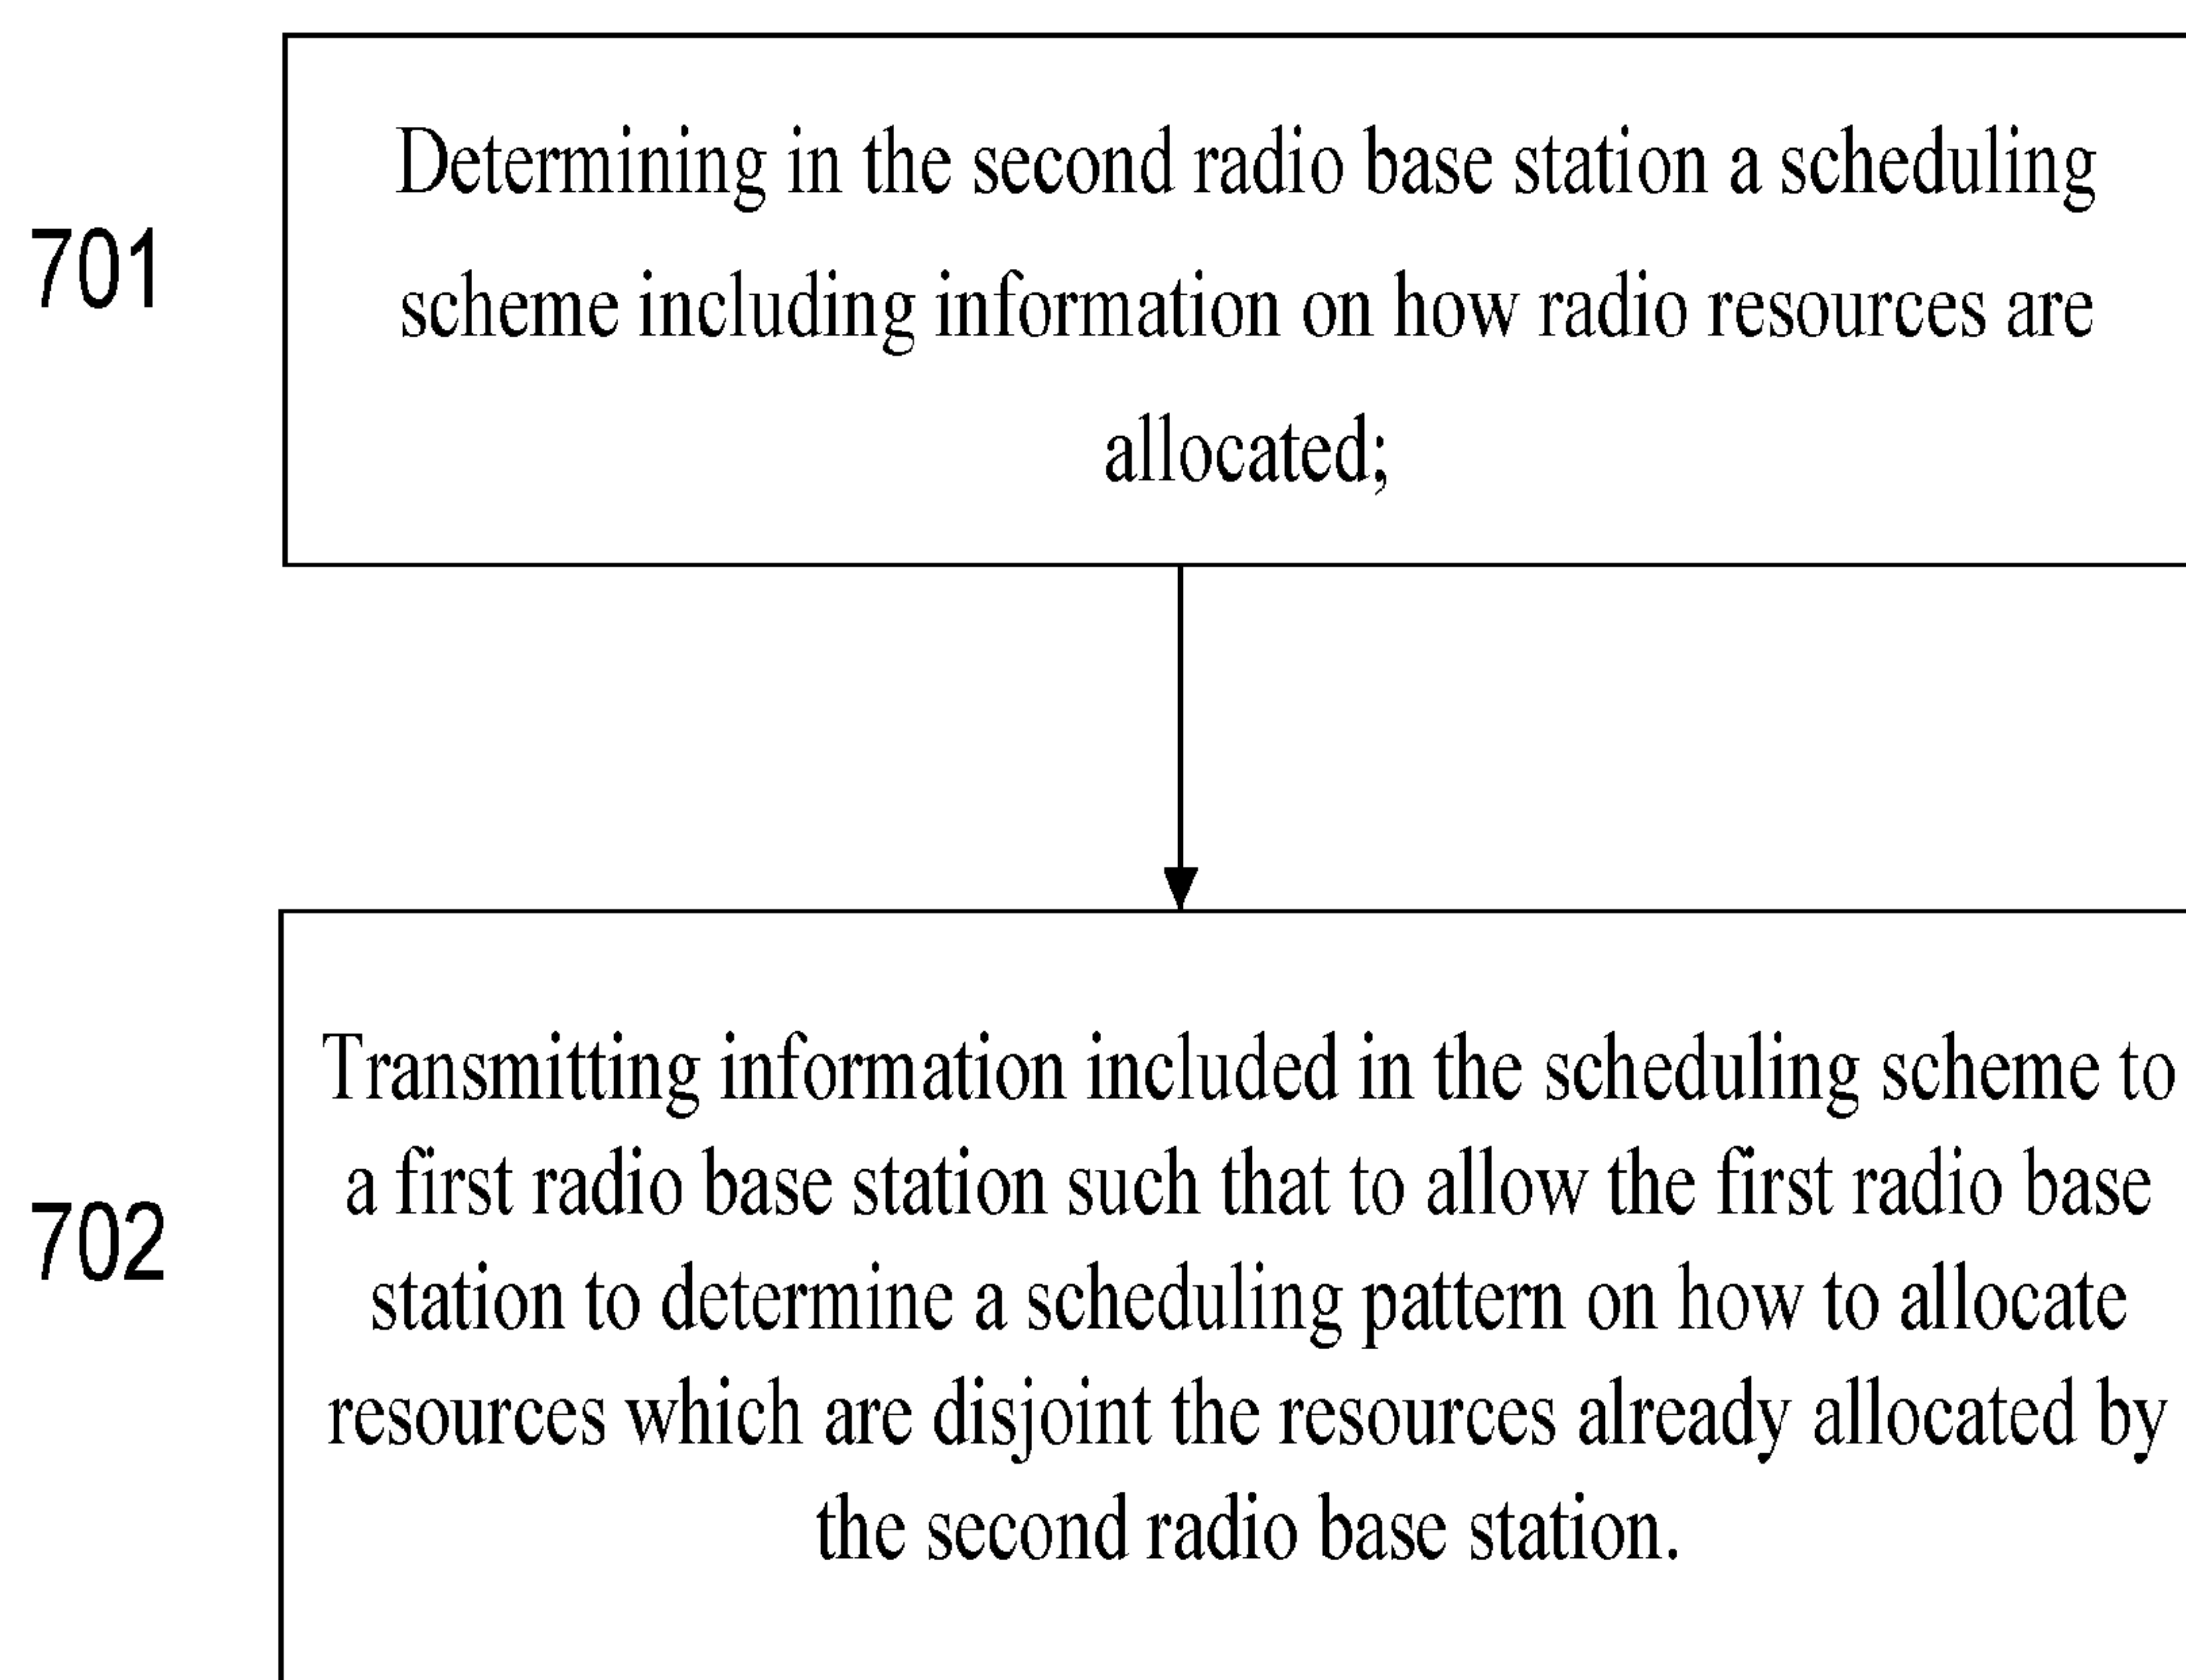 701
Determining in the second radio base station a scheduling
scheme including information on how radio resources are
allocated;
702
Transmitting information included in the scheduling scheme to
a first radio base station such that to allow the first radio base
station to determine a scheduling pattern on how to allocate
resources which are disjoint the resources already allocated by
the second radio base station.